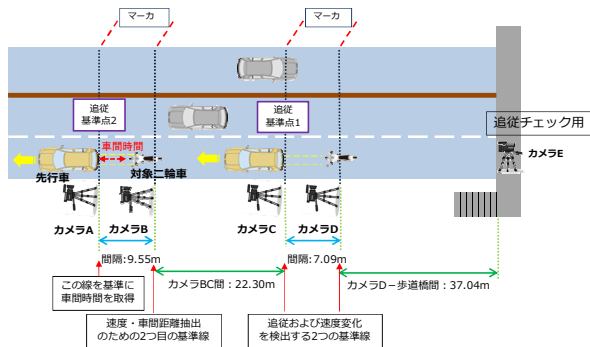 マーカ
マーカ
追従
基準点2
追従
基準点1
追従チェック用
車間時間
カメラE
先行車
対象二輪車
カメラA
カメラB
カメラC
カメラD
間隔:9.55m
間隔:7.09m
カメラBC間：22.30m
カメラD－歩道橋間：37.04m
この線を基準に
車間時間を取得
速度・車間距離抽出
のための2つ目の基準線
追従および速度変化
を検出する2つの基準線